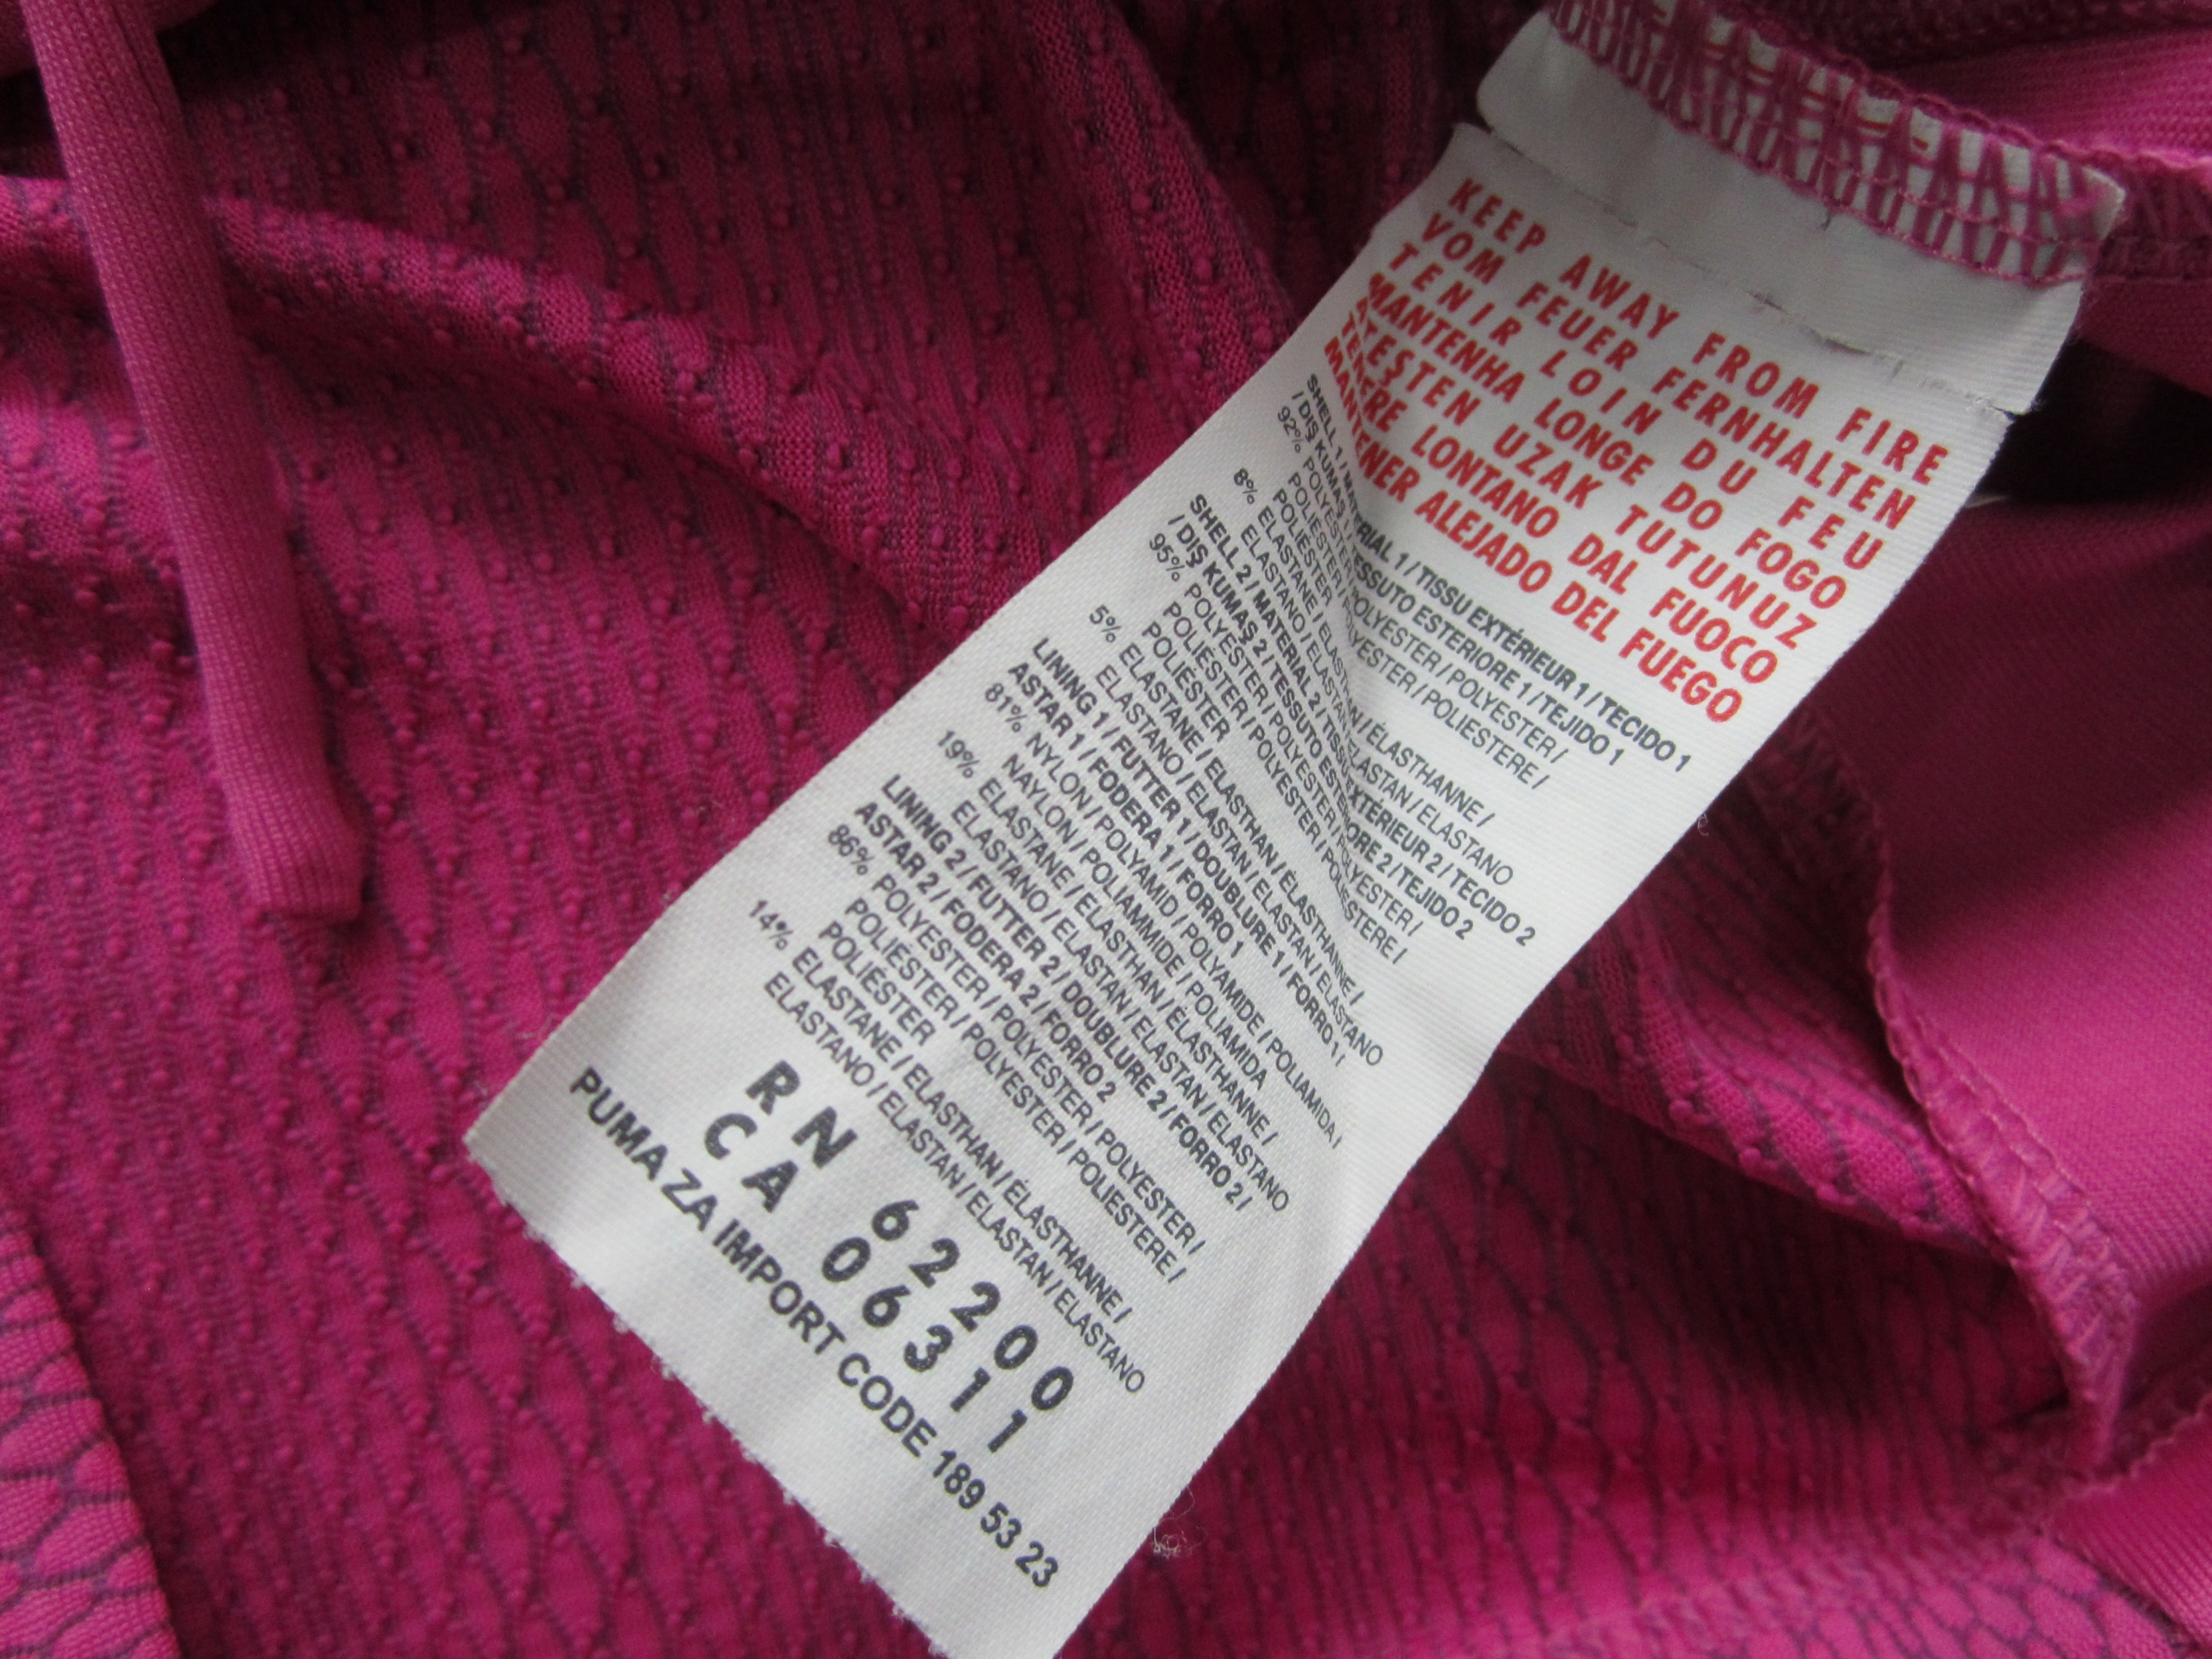 KEEP AWAY FROM FIRE
VOM FEUER FERNHALTEN
TENIR LOIN DU FEU
MANTENHA LONGE DO FOGO
ATEŞTEN UZAK TUTUNUZ
TENERE LONTANO DAL FUOCO
MANTENER ALEJADO DEL FUEGO
SHELL 1 / MATERIAL 1 / TISSU EXTÉRIEUR 1 / TECIDO 1
/ DIŞ KUMAŞ 1 / TESSUTO ESTERIORE 1 / TEJIDO 1
92% POLYESTER / POLYESTER / POLYESTER /
POLIÉSTER / POLYESTER / POLIESTERE /
POLIÉSTER
8% ELASTANE / ELASTHAN / ÉLASTHANNE /
ELASTANO / ELASTAN / ELASTAN / ELASTANO
SHELL 2 / MATERIAL 2 / TISSU EXTÉRIEUR 2 / TECIDO 2
/ DIŞ KUMAŞ 2 / TESSUTO ESTERIORE 2 / TEJIDO 2
95% POLYESTER / POLYESTER / POLYESTER /
POLIÉSTER / POLYESTER / POLIESTERE /
POLIÉSTER
5% ELASTANE / ELASTHAN / ÉLASTHANNE /
ELASTANO / ELASTAN / ELASTAN / ELASTANO
LINING 1 / FUTTER 1 / DOUBLURE 1 / FORRO 1 /
ASTAR 1 / FODERA 1 / FORRO 1
81% NYLON / POLYAMID / POLYAMIDE / POLIAMIDA /
NAYLON / POLIAMMIDE / POLIAMIDA
19% ELASTANE / ELASTHAN / ÉLASTHANNE /
ELASTANO / ELASTAN / ELASTAN / ELASTANO
LINING 2 / FUTTER 2 / DOUBLURE 2 / FORRO 2 /
ASTAR 2 / FODERA 2 / FORRO 2
86% POLYESTER / POLYESTER / POLYESTER /
POLIÉSTER / POLYESTER / POLIESTERE /
POLIÉSTER
14% ELASTANE / ELASTHAN / ÉLASTHANNE /
ELASTANO / ELASTAN / ELASTAN / ELASTANO
RN 62200
CA 06311
PUMA ZA IMPORT CODE 189 53 23